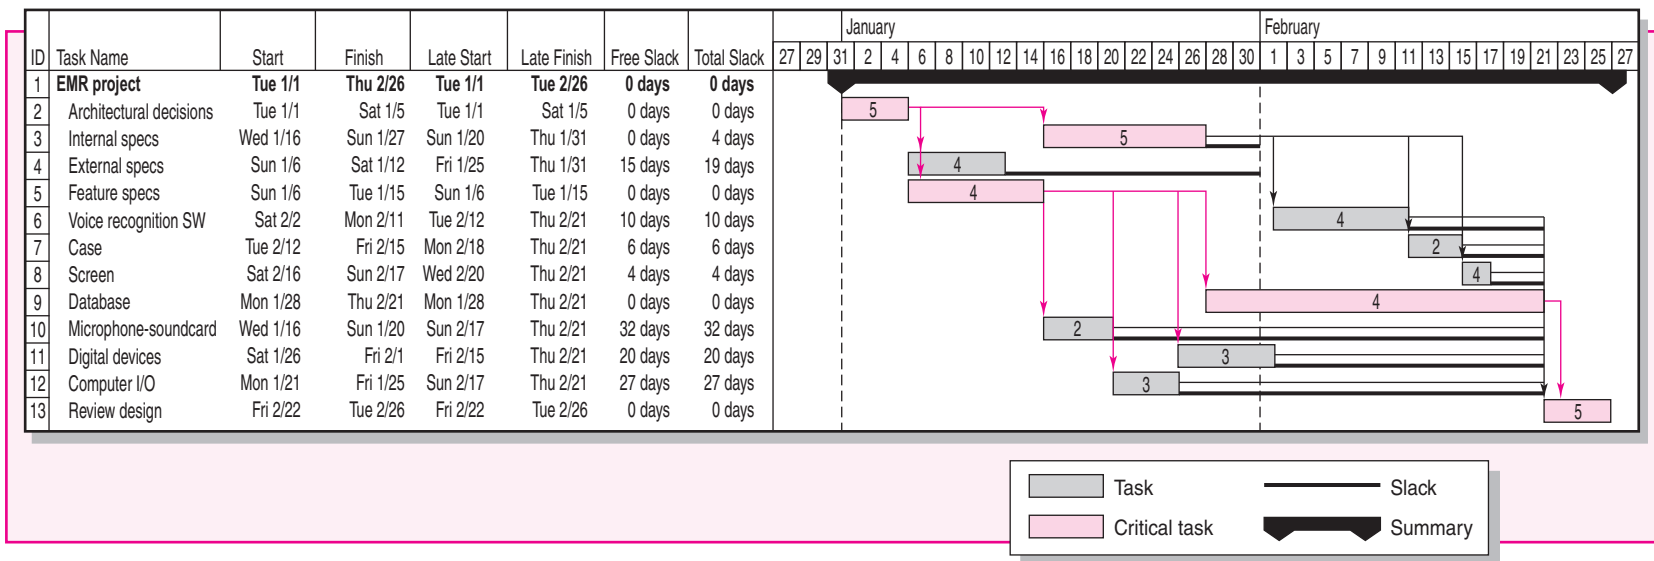 January February
ID Task Name Start Finish Late Start Late Finish Free Slack Total Slack 27 29 31 2 4 6 8 10 12 14 16 18 20 22 24 26 28 30 1 3 5 7 9 11 13 15 17 19 21 23 25 27
1 EMR project Tue 1/1 Thu 2/26 Tue 1/1 Tue 2/26 0 days 0 days
2 Architectural decisions Tue 1/1 Sat 1/5 Tue 1/1 Sat 1/5 0 days 0 days 5
3 Internal specs Wed 1/16 Sun 1/27 Sun 1/20 Thu 1/31 0 days 4 days 5
4 External specs Sun 1/6 Sat 1/12 Fri 1/25 Thu 1/31 15 days 19 days 4
5 Feature specs Sun 1/6 Tue 1/15 Sun 1/6 Tue 1/15 0 days 0 days 4
6 Voice recognition SW Sat 2/2 Mon 2/11 Tue 2/12 Thu 2/21 10 days 10 days 4
7 Case Tue 2/12 Fri 2/15 Mon 2/18 Thu 2/21 6 days 6 days 2
8 Screen Sat 2/16 Sun 2/17 Wed 2/20 Thu 2/21 4 days 4 days 4
9 Database Mon 1/28 Thu 2/21 Mon 1/28 Thu 2/21 0 days 0 days 4
10 Microphone-soundcard Wed 1/16 Sun 1/20 Sun 2/17 Thu 2/21 32 days 32 days 2
11 Digital devices Sat 1/26 Fri 2/1 Fri 2/15 Thu 2/21 20 days 20 days 3
12 Computer I/O Mon 1/21 Fri 1/25 Sun 2/17 Thu 2/21 27 days 27 days 3
13 Review design Fri 2/22 Tue 2/26 Fri 2/22 Tue 2/26 0 days 0 days 5
Task Slack
Critical task Summary